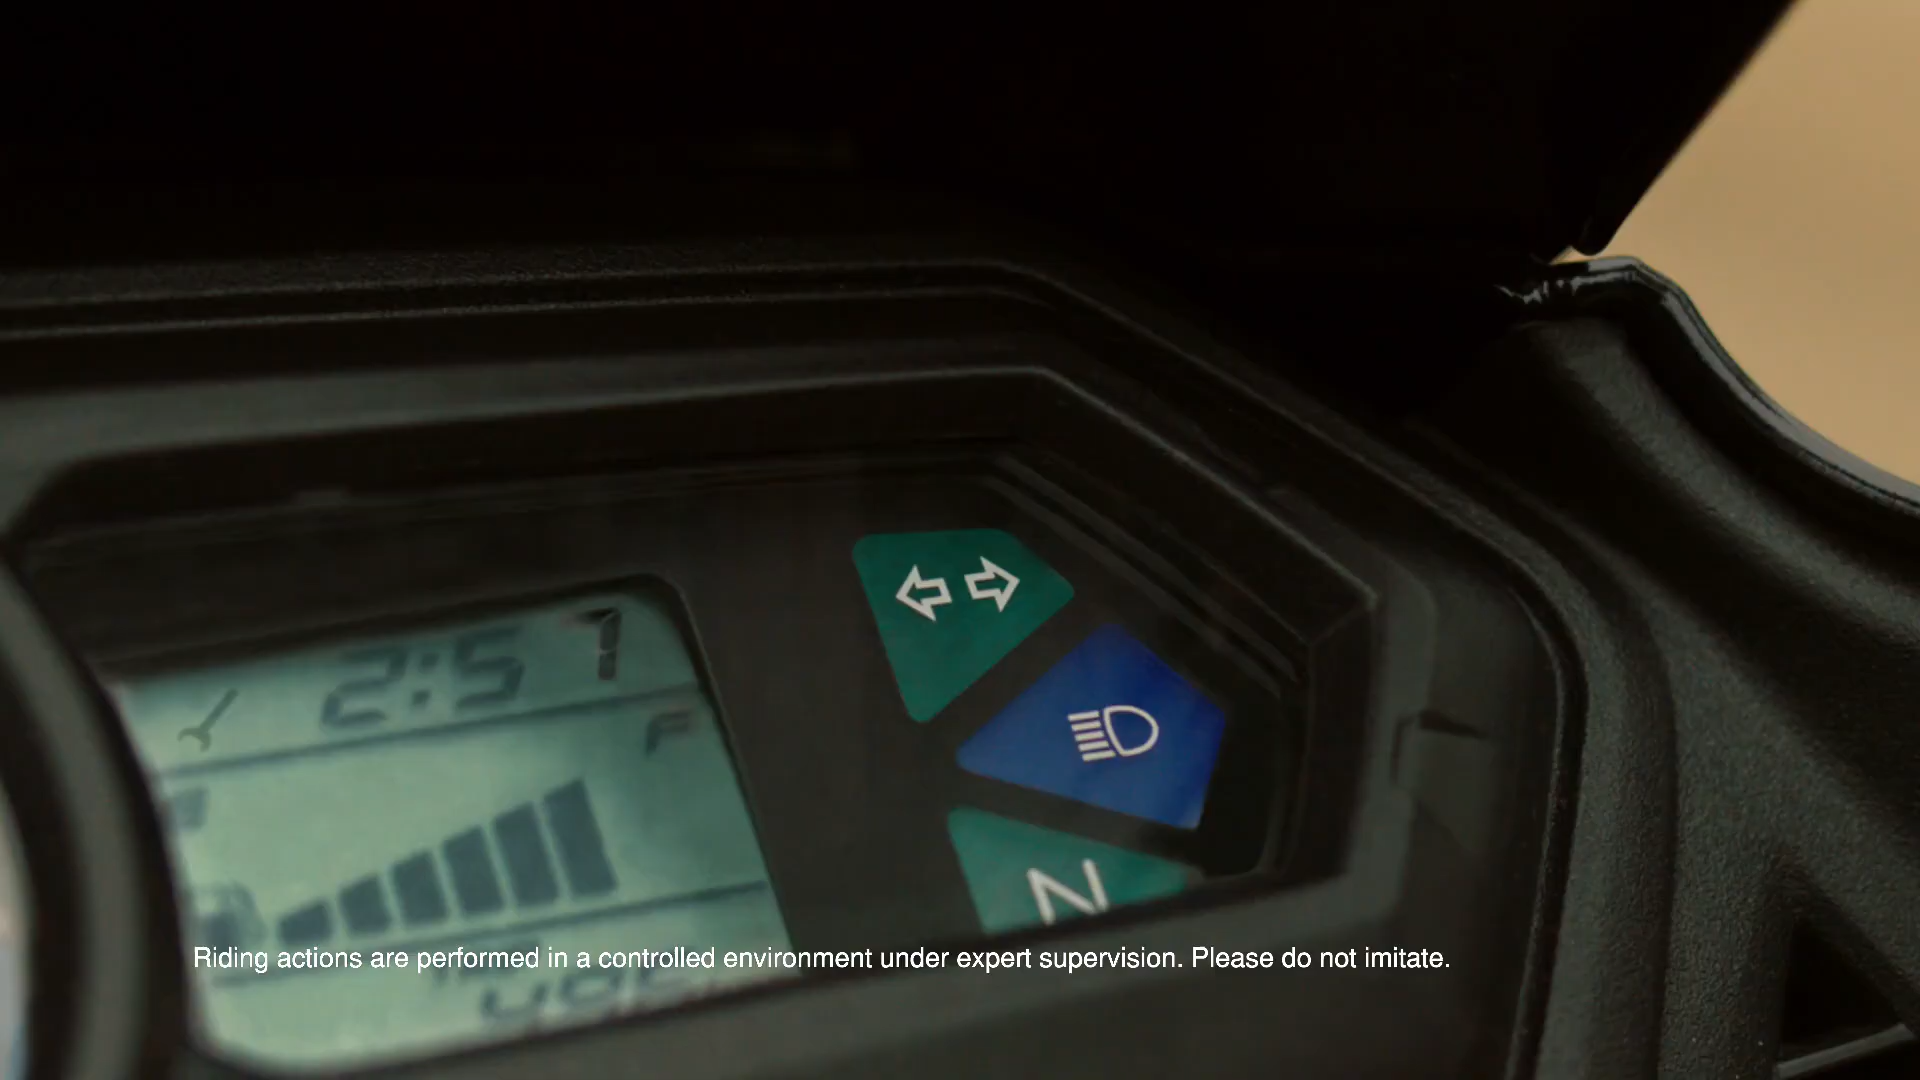 2:57
F
N
Riding actions are performed in a controlled environment under expert supervision. Please do not imitate.